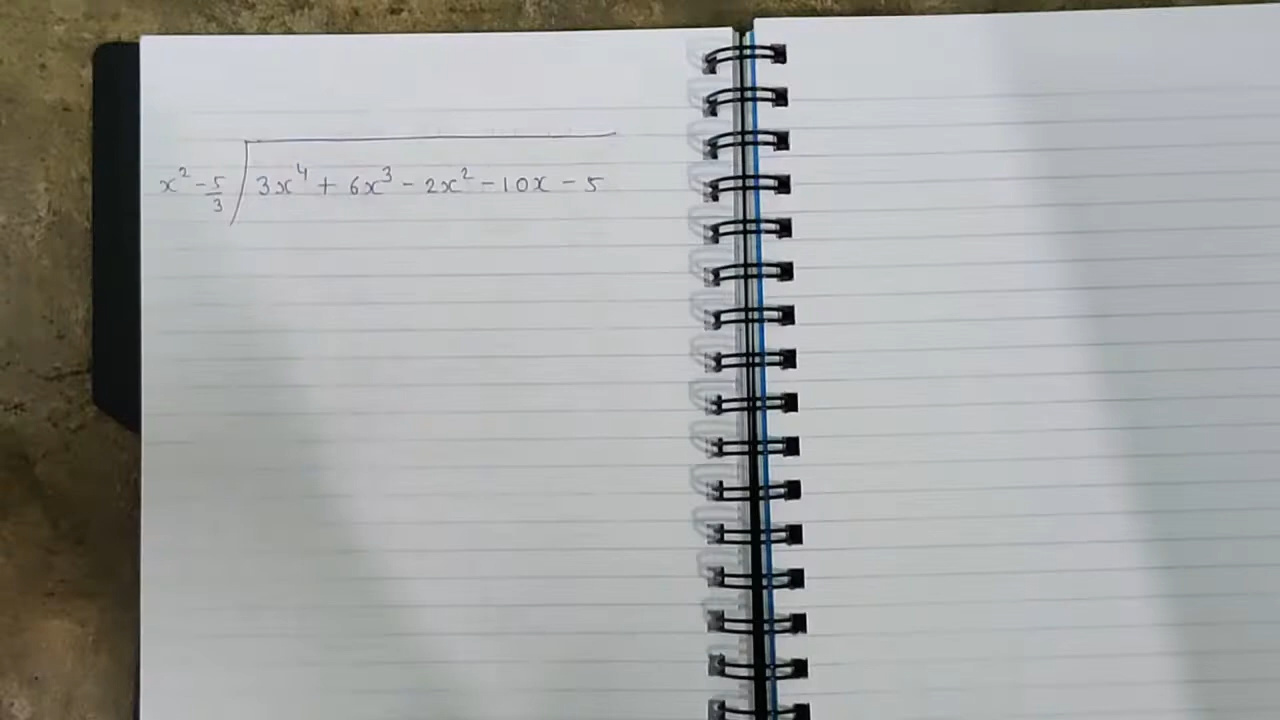 x² - 5/3 ) 3x⁴ + 6x³ - 2x² - 10x - 5